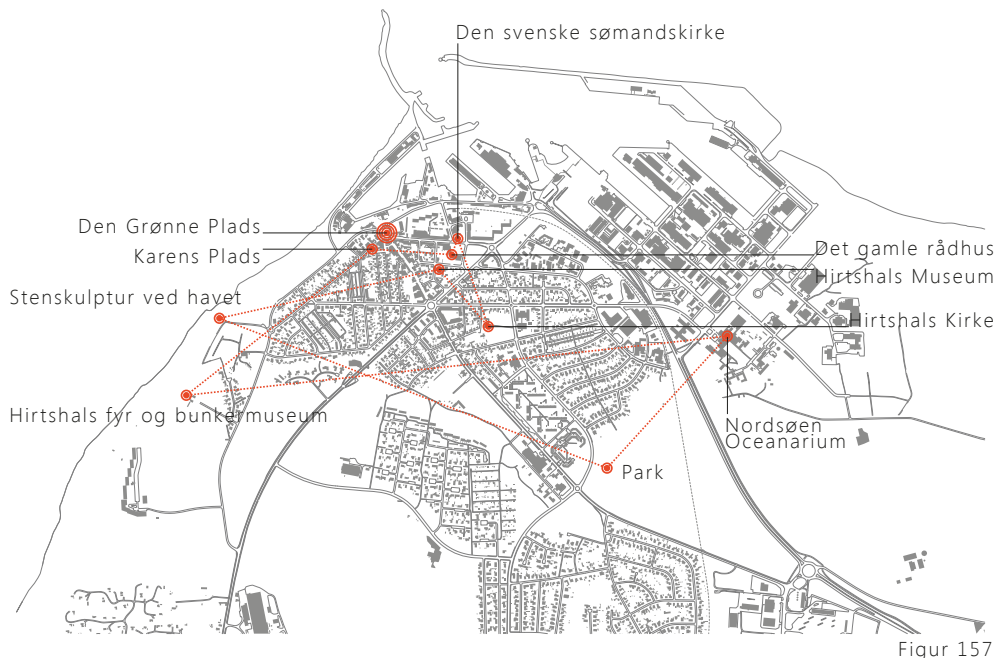 Den svenske sømandskirke
Den Grønne Plads
Karens Plads
Det gamle rådhus
Hirtshals Museum
Stenskulptur ved havet
Hirtshals Kirke
Hirtshals fyr og bunkermuseum
Nordsøen
Oceanarium
Park
Figur 157